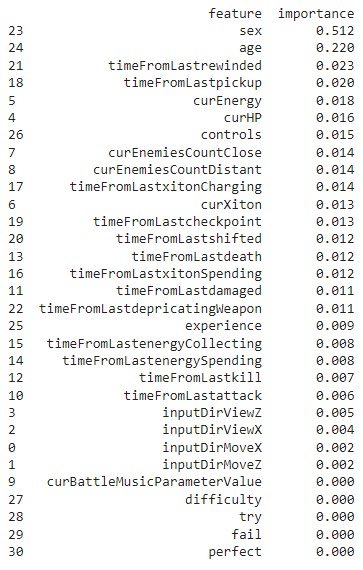 feature importance
23 sex 0.512
24 age 0.220
21 timeFromLastrewinded 0.023
18 timeFromLastpickup 0.020
5 curEnergy 0.018
4 curHP 0.016
26 controls 0.015
7 curEnemiesCountClose 0.014
8 curEnemiesCountDistant 0.014
17 timeFromLastxitonCharging 0.014
6 curXiton 0.013
19 timeFromLastcheckpoint 0.013
20 timeFromLastshifted 0.012
13 timeFromLastdeath 0.012
16 timeFromLastxitonSpending 0.012
11 timeFromLastdamaged 0.011
22 timeFromLastdepricatingWeapon 0.011
25 experience 0.009
15 timeFromLastenergyCollecting 0.008
14 timeFromLastenergySpending 0.008
12 timeFromLastkill 0.007
10 timeFromLastattack 0.006
3 inputDirViewZ 0.005
2 inputDirViewX 0.004
0 inputDirMoveX 0.002
1 inputDirMoveZ 0.002
9 curBattleMusicParameterValue 0.000
27 difficulty 0.000
28 try 0.000
29 fail 0.000
30 perfect 0.000